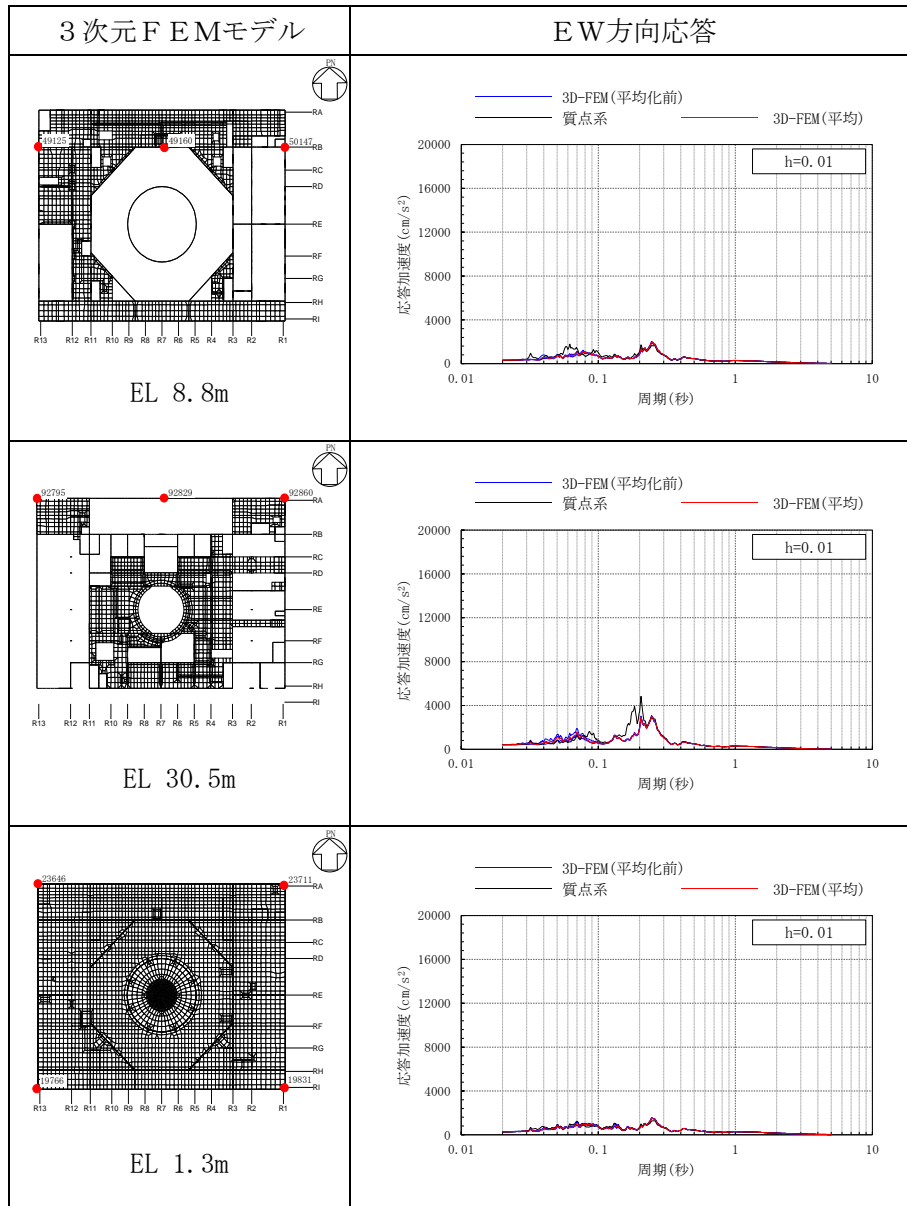 ３次元ＦＥＭモデル
ＥＷ方向応答
PN
49125
49160
50147
RA
RB
RC
RD
RE
RF
RG
RH
RI
R13 R12 R11 R10 R9 R8 R7 R6 R5 R4 R3 R2 R1
EL 8.8m
3D-FEM(平均化前)
質点系
3D-FEM(平均)
h=0.01
応答加速度(cm/s²)
20000
16000
12000
8000
4000
0
0.01 0.1 1 10
周期(秒)
PN
92795
92829
92860
RA
RB
RC
RD
RE
RF
RG
RH
RI
R13 R12 R11 R10 R9 R8 R7 R6 R5 R4 R3 R2 R1
EL 30.5m
3D-FEM(平均化前)
質点系
3D-FEM(平均)
h=0.01
応答加速度(cm/s²)
20000
16000
12000
8000
4000
0
0.01 0.1 1 10
周期(秒)
PN
23646
23711
RA
RB
RC
RD
RE
RF
RG
RH
RI
19766
19831
R13 R12 R11 R10 R9 R8 R7 R6 R5 R4 R3 R2 R1
EL 1.3m
3D-FEM(平均化前)
質点系
3D-FEM(平均)
h=0.01
応答加速度(cm/s²)
20000
16000
12000
8000
4000
0
0.01 0.1 1 10
周期(秒)